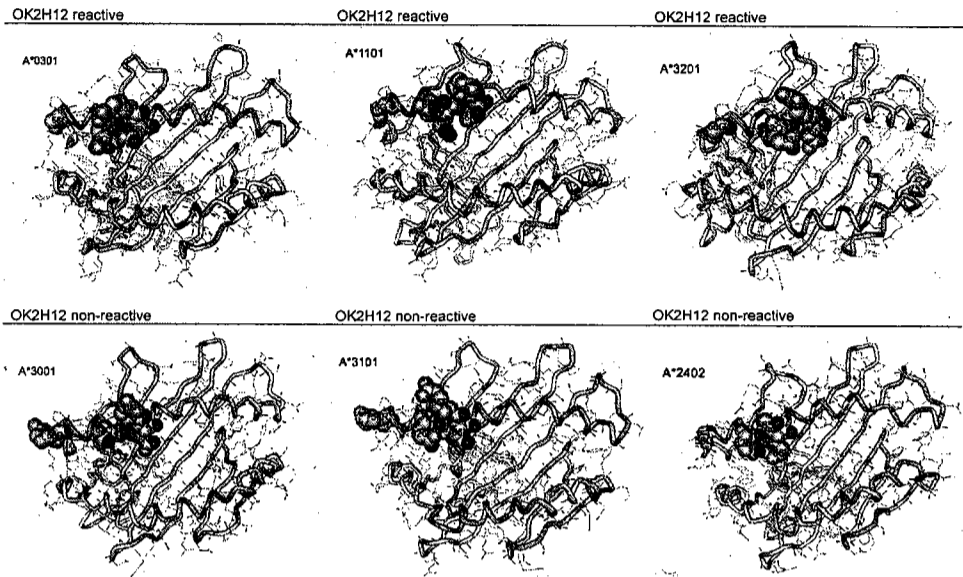 OK2H12 reactive
OK2H12 reactive
OK2H12 reactive
A*0301
A*1101
A*3201
OK2H12 non-reactive
OK2H12 non-reactive
OK2H12 non-reactive
A*3001
A*3101
A*2402